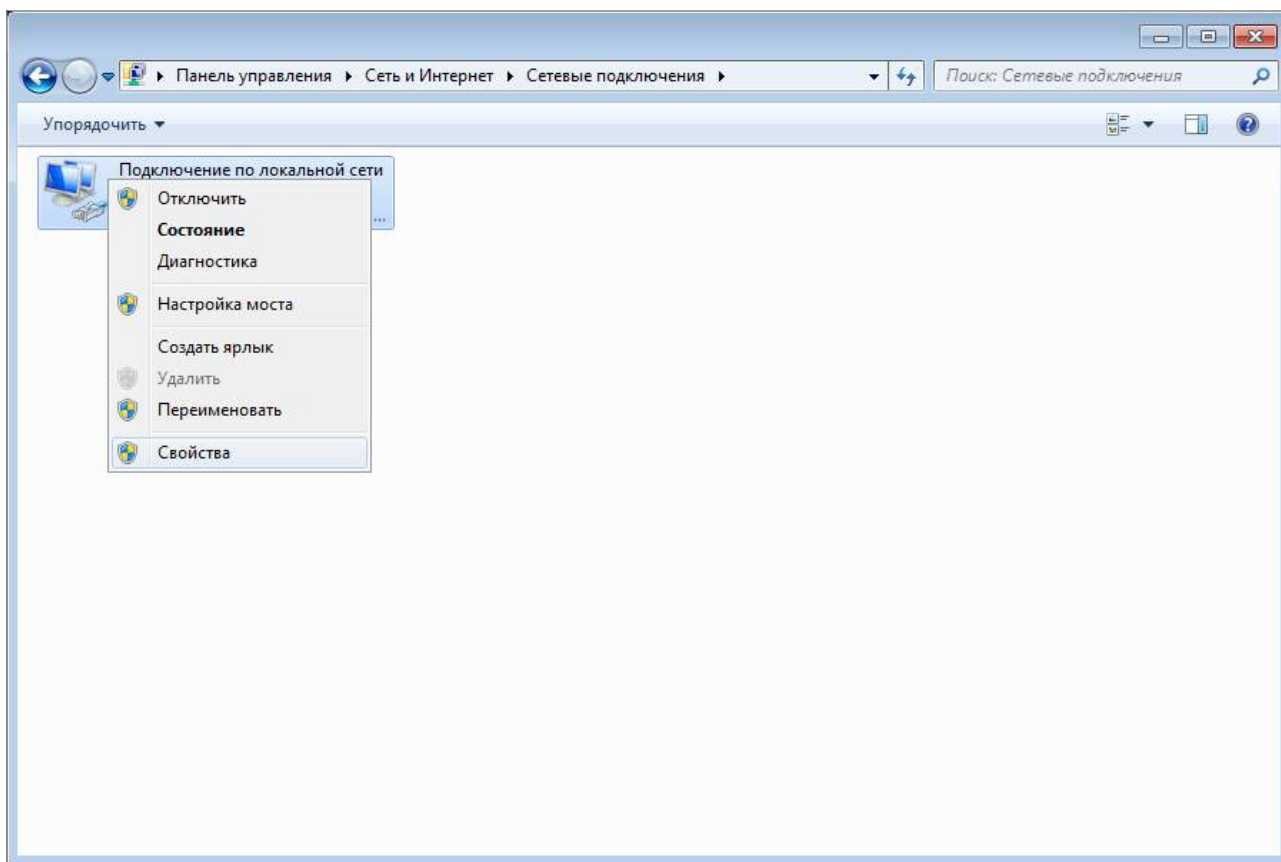 Панель управления ▸ Сеть и Интернет ▸ Сетевые подключения ▸
Поиск: Сетевые подключения
Упорядочить
Подключение по локальной сети
...
Отключить
Состояние
Диагностика
Настройка моста
Создать ярлык
Удалить
Переименовать
Свойства